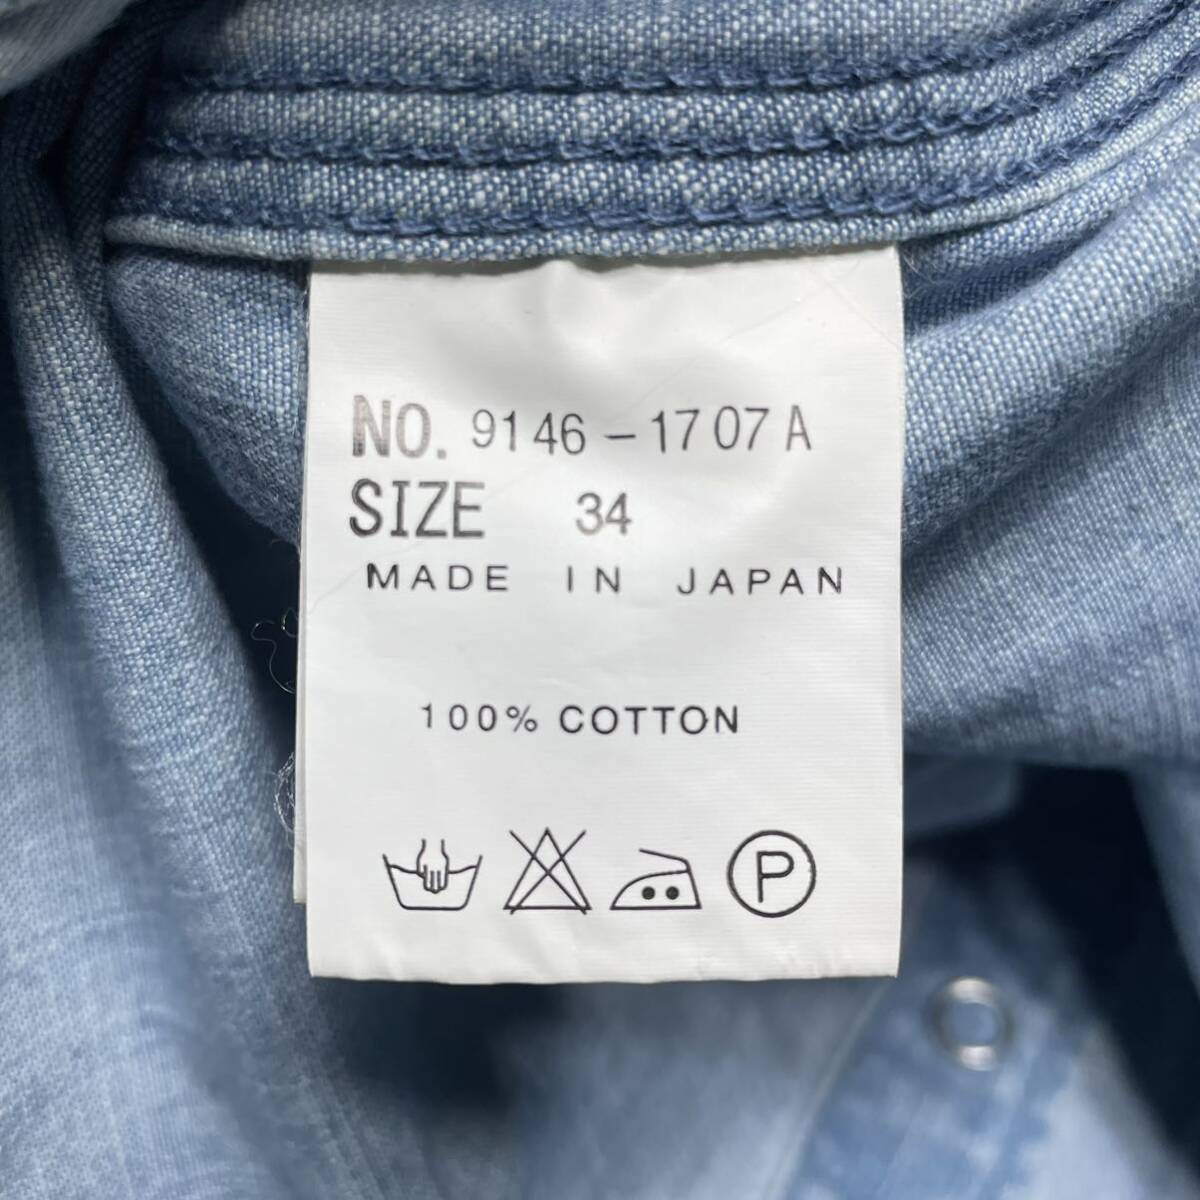 NO. 9146-1707A
SIZE 34
MADE IN JAPAN
100% COTTON
P